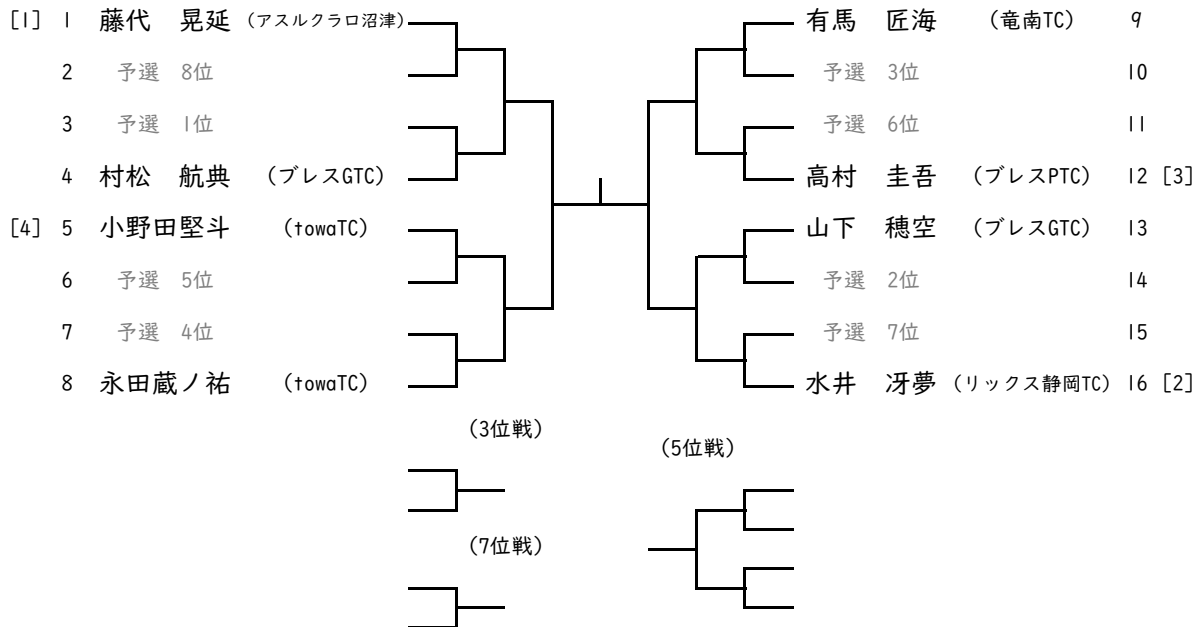 [1] 1 藤代 晃延 (アスルクラロ沼津)
2 予選 8位
3 予選 1位
4 村松 航典 (ブレスGTC)
[4] 5 小野田堅斗 (towaTC)
6 予選 5位
7 予選 4位
8 永田蔵ノ祐 (towaTC)
有馬 匠海 (竜南TC) 9
予選 3位 10
予選 6位 11
高村 圭吾 (ブレスPTC) 12 [3]
山下 穂空 (ブレスGTC) 13
予選 2位 14
予選 7位 15
水井 冴夢 (リックス静岡TC) 16 [2]
(3位戦)
(5位戦)
(7位戦)